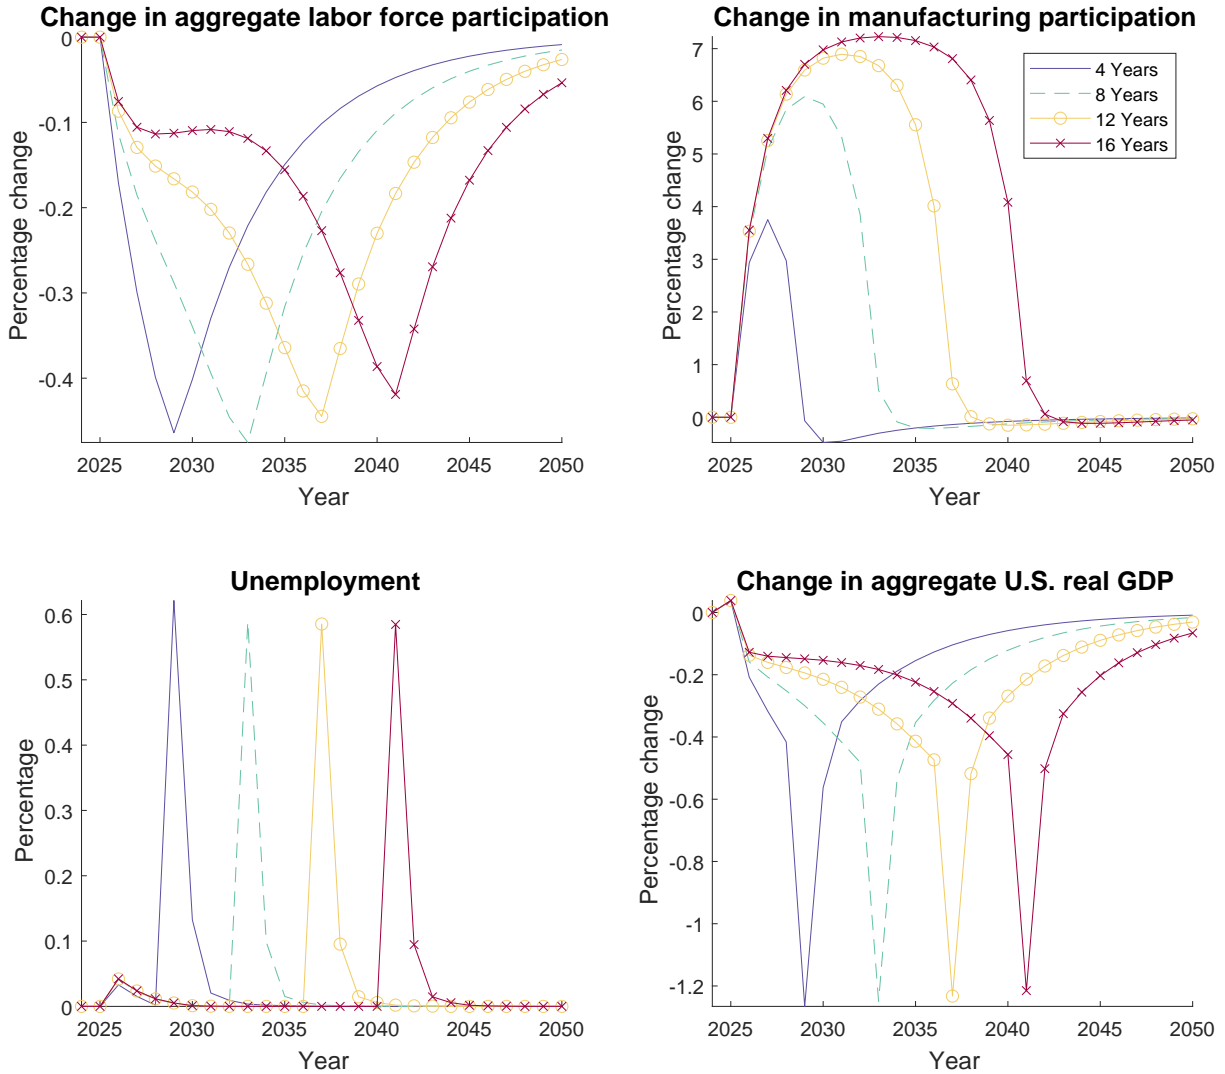 Change in aggregate labor force participation
0
-0.1
-0.2
-0.3
-0.4
Percentage change
2025 2030 2035 2040 2045 2050
Year
Change in manufacturing participation
7
6
5
4
3
2
1
0
Percentage change
2025 2030 2035 2040 2045 2050
Year
4 Years
8 Years
12 Years
16 Years
Unemployment
0.6
0.5
0.4
0.3
0.2
0.1
0
Percentage
2025 2030 2035 2040 2045 2050
Year
Change in aggregate U.S. real GDP
0
-0.2
-0.4
-0.6
-0.8
-1
-1.2
Percentage change
2025 2030 2035 2040 2045 2050
Year